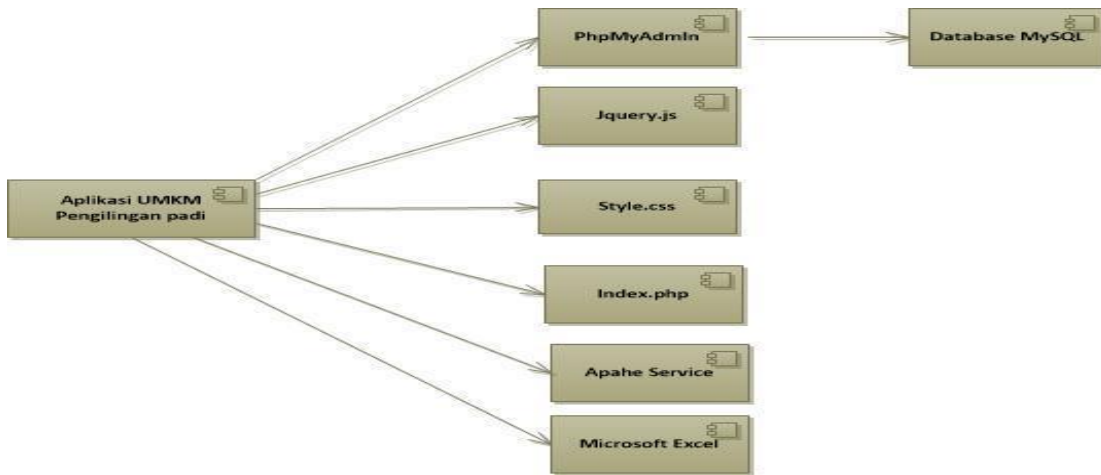 PhpMyAdmIn
Database MySQL
Jquery.js
Aplikasi UMKM
Pengilingan padi
Style.css
Index.php
Apahe Service
Microsoft Excel